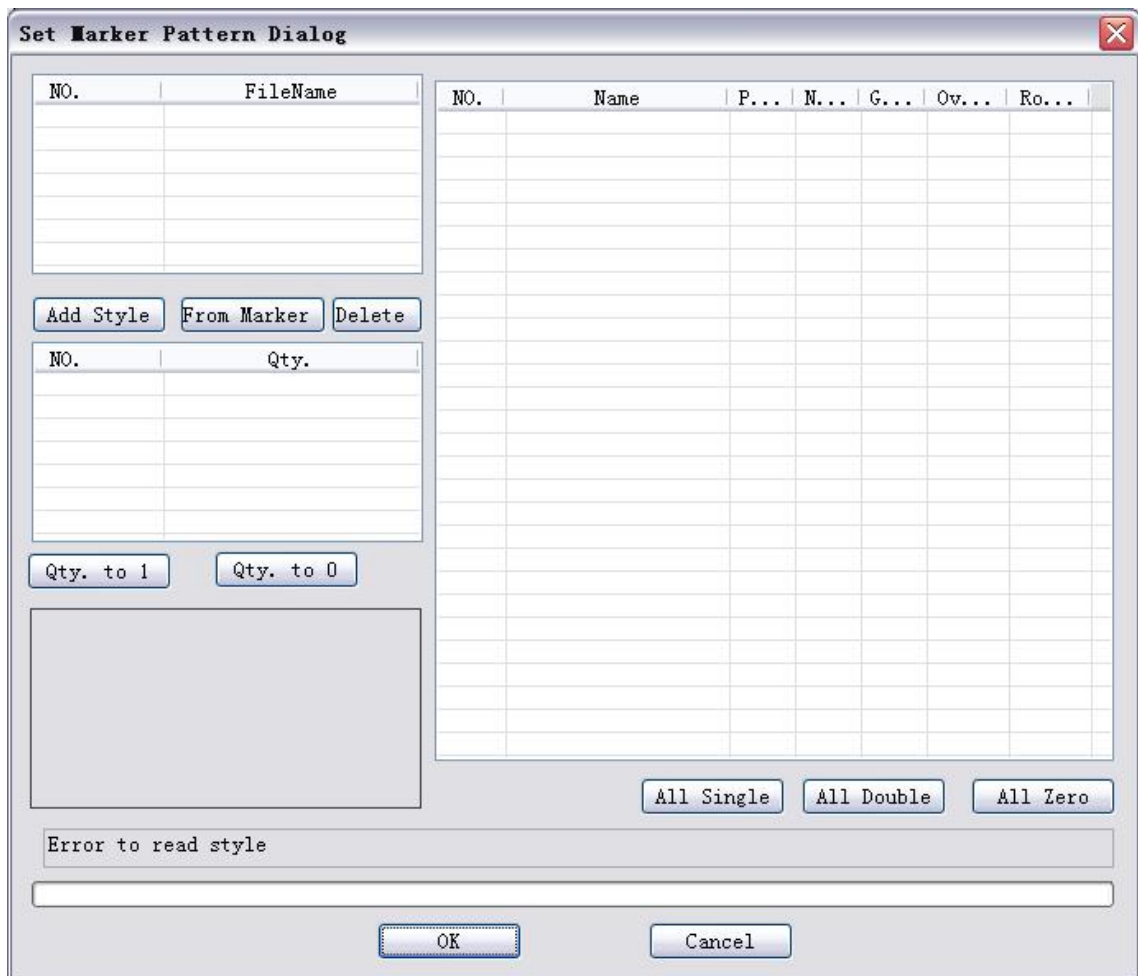 Set Marker Pattern Dialog
NO. FileName
NO. Name P... N... G... Ov... Ro...
Add Style From Marker Delete
NO. Qty.
Qty. to 1 Qty. to 0
All Single All Double All Zero
Error to read style
OK Cancel